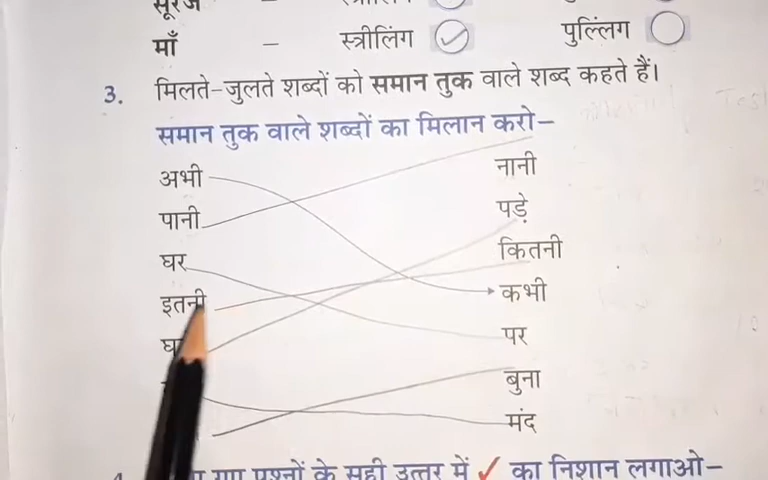 माँ – स्त्रीलिंग पुल्लिंग
3. मिलते-जुलते शब्दों को समान तुक वाले शब्द कहते हैं।
समान तुक वाले शब्दों का मिलान करो–
अभी नानी
पानी पड़े
घर कितनी
इतनी कभी
पर
बुना
मंद
के सही उत्तर में ✓ का निशान लगाओ–